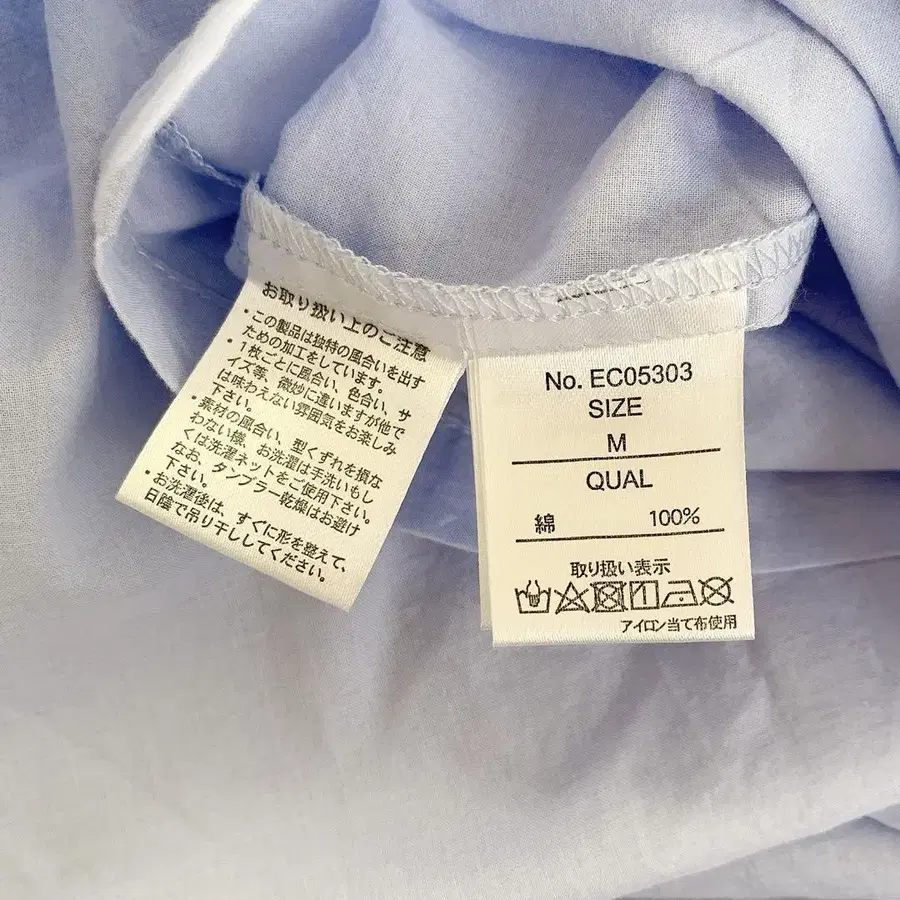 お取り扱い上のご注意
・この製品は独特の風合いを出す
ための加工をしています。
・1枚ごとに風合い、色合い、サ
イズ等、微妙に違いますが他で
は味わえない雰囲気をお楽しみ
下さい。
・素材の風合い、型くずれを損な
わない様、お洗濯は手洗いもし
くは洗濯ネットをご使用下さい。
なお、タンブラー乾燥はお避け
下さい。
・お洗濯後は、すぐに形を整えて、
日陰で吊り干ししてください。
No. EC05303
SIZE
M
QUAL
綿 100%
取り扱い表示
アイロン当て布使用